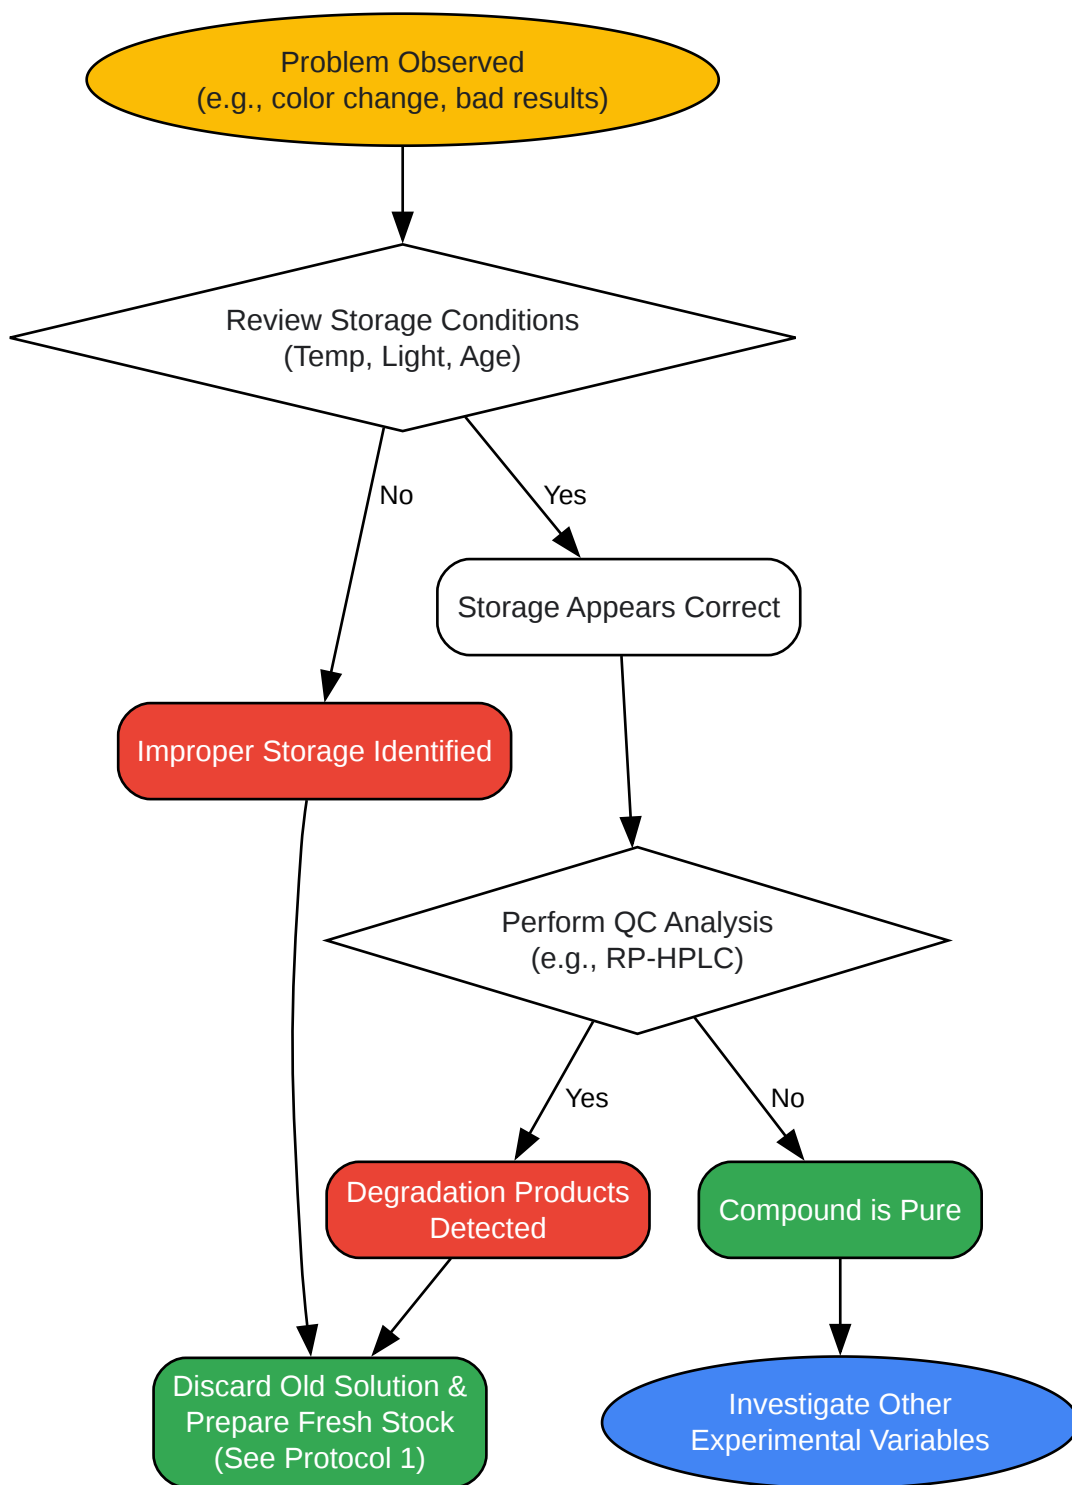 Problem Observed
(e.g., color change, bad results)
Review Storage Conditions
(Temp, Light, Age)
No
Yes
Storage Appears Correct
Improper Storage Identified
Perform QC Analysis
(e.g., RP-HPLC)
Yes
No
Degradation Products
Detected
Compound is Pure
Discard Old Solution &
Prepare Fresh Stock
(See Protocol 1)
Investigate Other
Experimental Variables